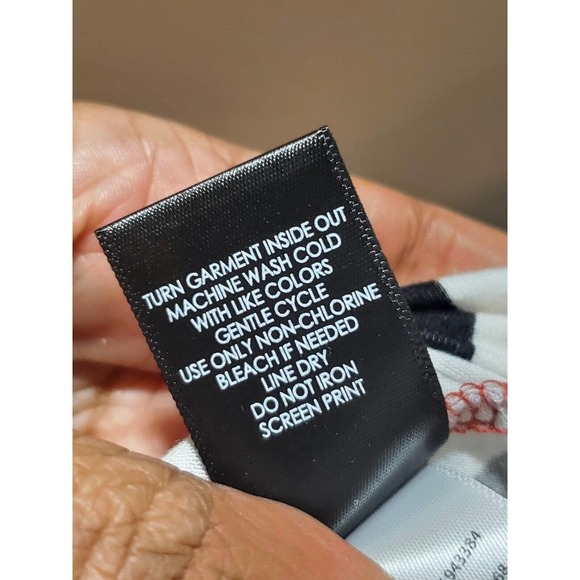 TURN GARMENT INSIDE OUT
MACHINE WASH COLD
WITH LIKE COLORS
GENTLE CYCLE
USE ONLY NON-CHLORINE
BLEACH IF NEEDED
LINE DRY
DO NOT IRON
SCREEN PRINT
943384